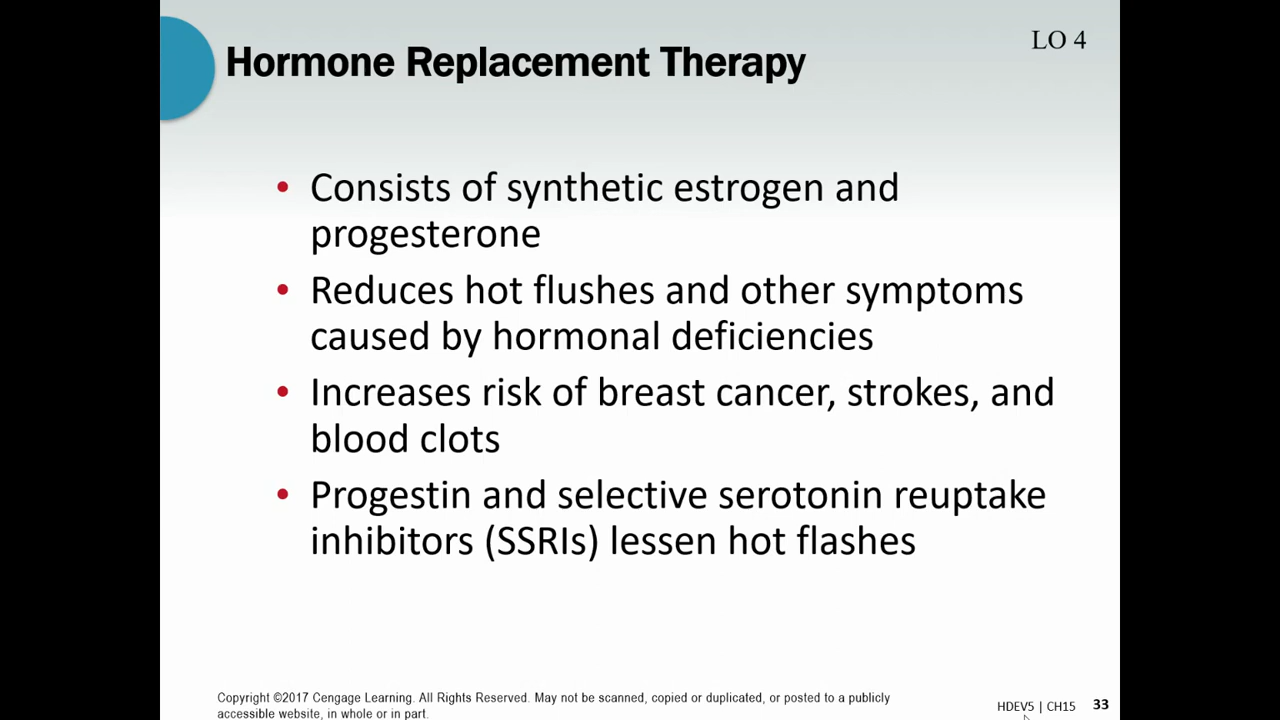 LO 4
Hormone Replacement Therapy
• Consists of synthetic estrogen and
progesterone
• Reduces hot flushes and other symptoms
caused by hormonal deficiencies
• Increases risk of breast cancer, strokes, and
blood clots
• Progestin and selective serotonin reuptake
inhibitors (SSRIs) lessen hot flashes
Copyright ©2017 Cengage Learning. All Rights Reserved. May not be scanned, copied or duplicated, or posted to a publicly
accessible website, in whole or in part.
HDEV5 | CH15 33